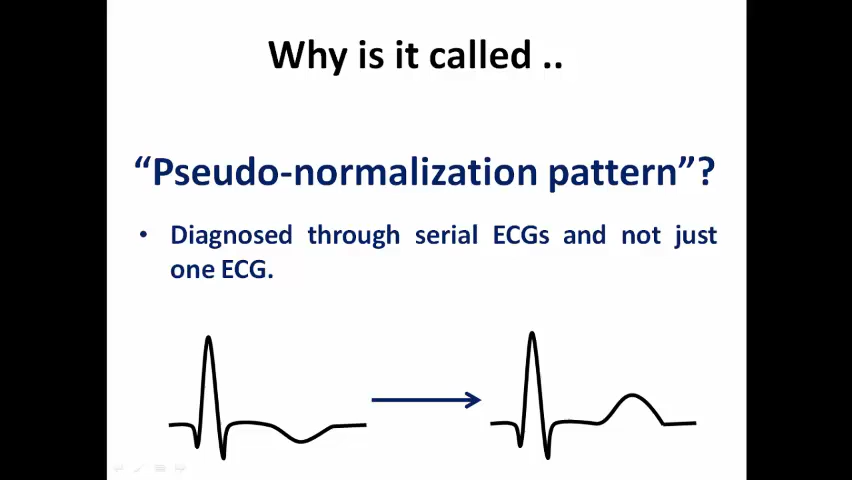 Why is it called ..
“Pseudo-normalization pattern”?
• Diagnosed through serial ECGs and not just
one ECG.